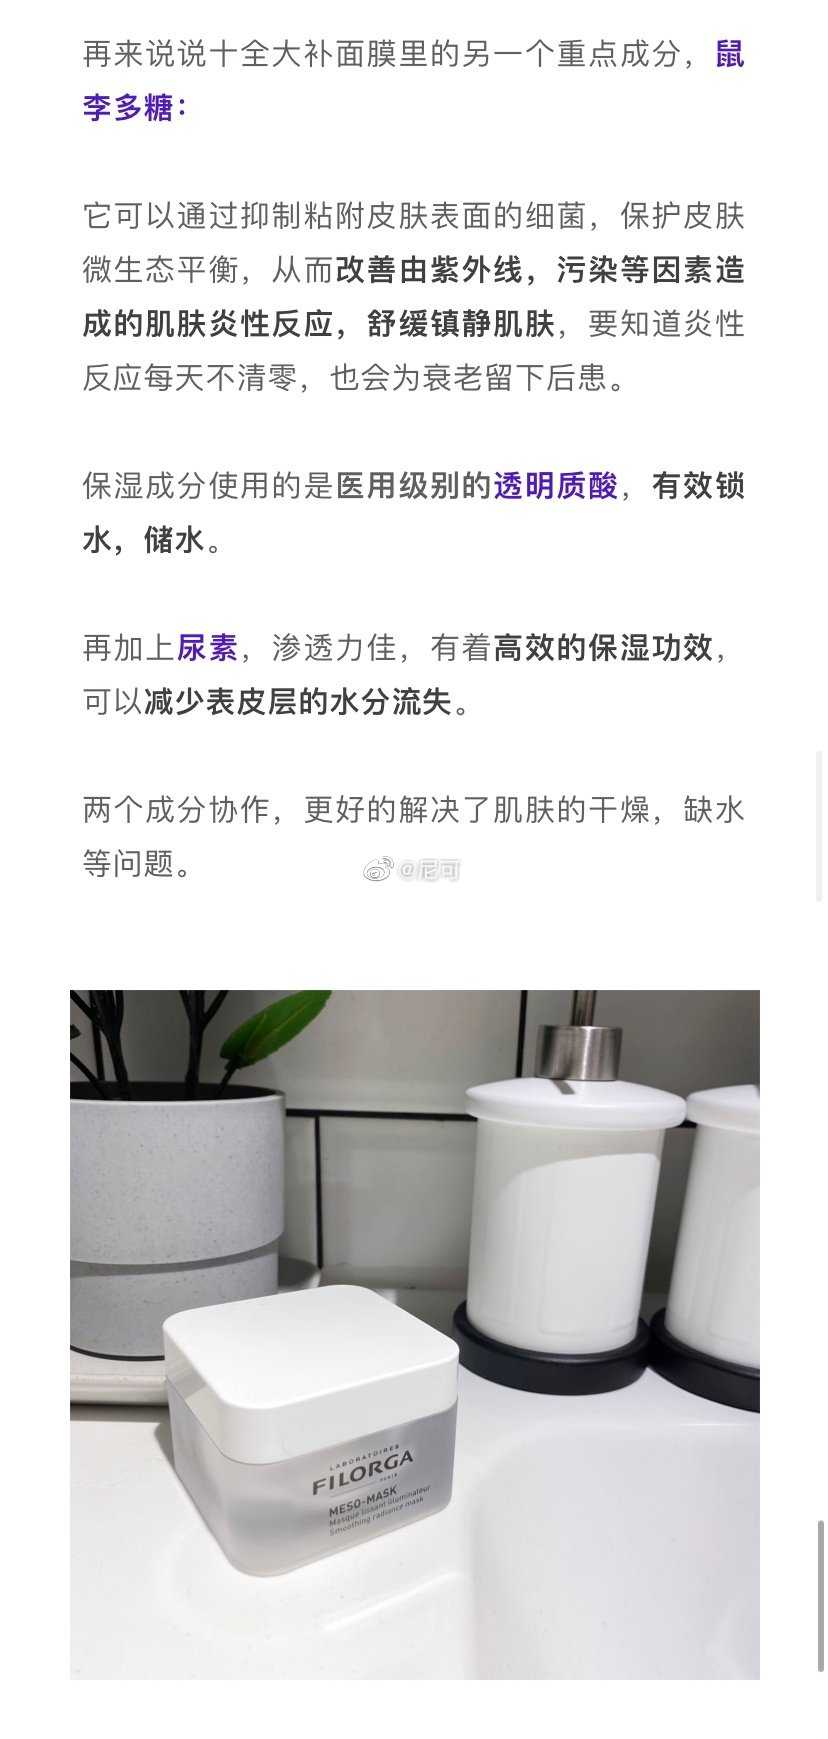 再来说说十全大补面膜里的另一个重点成分，鼠
李多糖：
它可以通过抑制粘附皮肤表面的细菌，保护皮肤
微生态平衡，从而改善由紫外线，污染等因素造
成的肌肤炎性反应，舒缓镇静肌肤，要知道炎性
反应每天不清零，也会为衰老留下后患。
保湿成分使用的是医用级别的透明质酸，有效锁
水，储水。
再加上尿素，渗透力佳，有着高效的保湿功效，
可以减少表皮层的水分流失。
两个成分协作，更好的解决了肌肤的干燥，缺水
等问题。
@尼可
LABORATOIRES
FILORGA
PARIS
MESO-MASK
Masque lissant illuminateur
Smoothing radiance mask